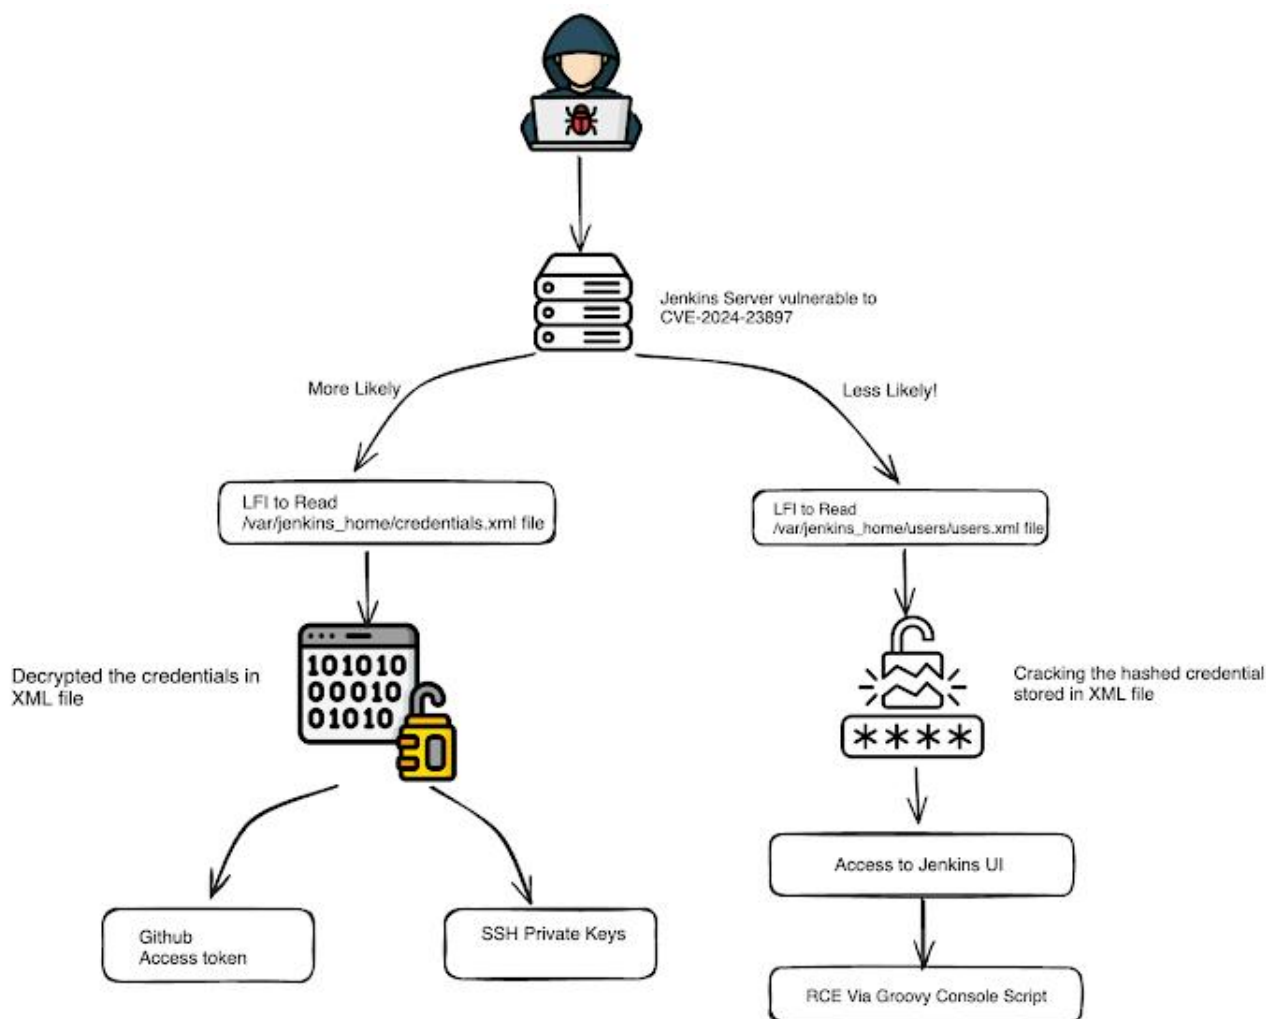 Jenkins Server vulnerable to
CVE-2024-23897
More Likely
Less Likely!
LFI to Read
/var/jenkins_home/credentials.xml file
LFI to Read
/var/jenkins_home/users/users.xml file
101010
00010
01010
Decrypted the credentials in
XML file
Cracking the hashed credential
stored in XML file
****
Access to Jenkins UI
Github
Access token
SSH Private Keys
RCE Via Groovy Console Script